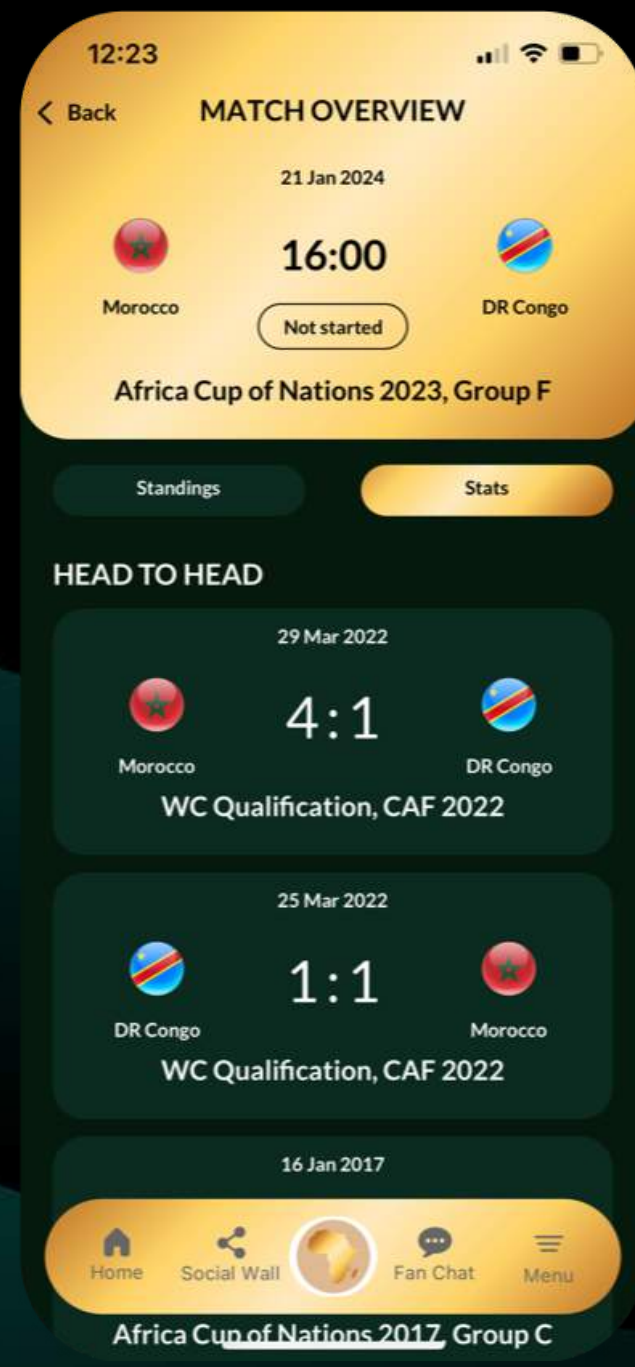 12:23
Back
MATCH OVERVIEW
21 Jan 2024
16:00
Morocco
DR Congo
Not started
Africa Cup of Nations 2023, Group F
Standings
Stats
HEAD TO HEAD
29 Mar 2022
4:1
Morocco
DR Congo
WC Qualification, CAF 2022
25 Mar 2022
1:1
DR Congo
Morocco
WC Qualification, CAF 2022
16 Jan 2017
Home
Social Wall
Fan Chat
Menu
Africa Cup of Nations 2017, Group C